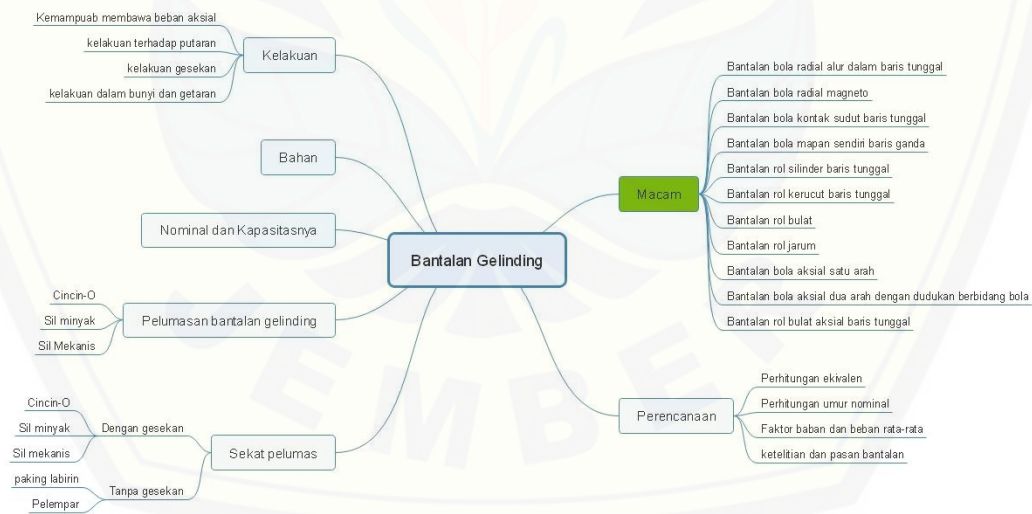 Kemampuab membawa beban aksial
kelakuan terhadap putaran
kelakuan gesekan
kelakuan dalam bunyi dan getaran
Kelakuan
Bahan
Nominal dan Kapasitasnya
Cincin-O
Sil minyak
Sil Mekanis
Pelumasan bantalan gelinding
Cincin-O
Sil minyak
Sil mekanis
Dengan gesekan
paking labirin
Pelempar
Tanpa gesekan
Sekat pelumas
Bantalan Gelinding
Macam
Bantalan bola radial alur dalam baris tunggal
Bantalan bola radial magneto
Bantalan bola kontak sudut baris tunggal
Bantalan bola mapan sendiri baris ganda
Bantalan rol silinder baris tunggal
Bantalan rol kerucut baris tunggal
Bantalan rol bulat
Bantalan rol jarum
Bantalan bola aksial satu arah
Bantalan bola aksial dua arah dengan dudukan berbidang bola
Bantalan rol bulat aksial baris tunggal
Perencanaan
Perhitungan ekivalen
Perhitungan umur nominal
Faktor baban dan beban rata-rata
ketelitian dan pasan bantalan
JEMBER